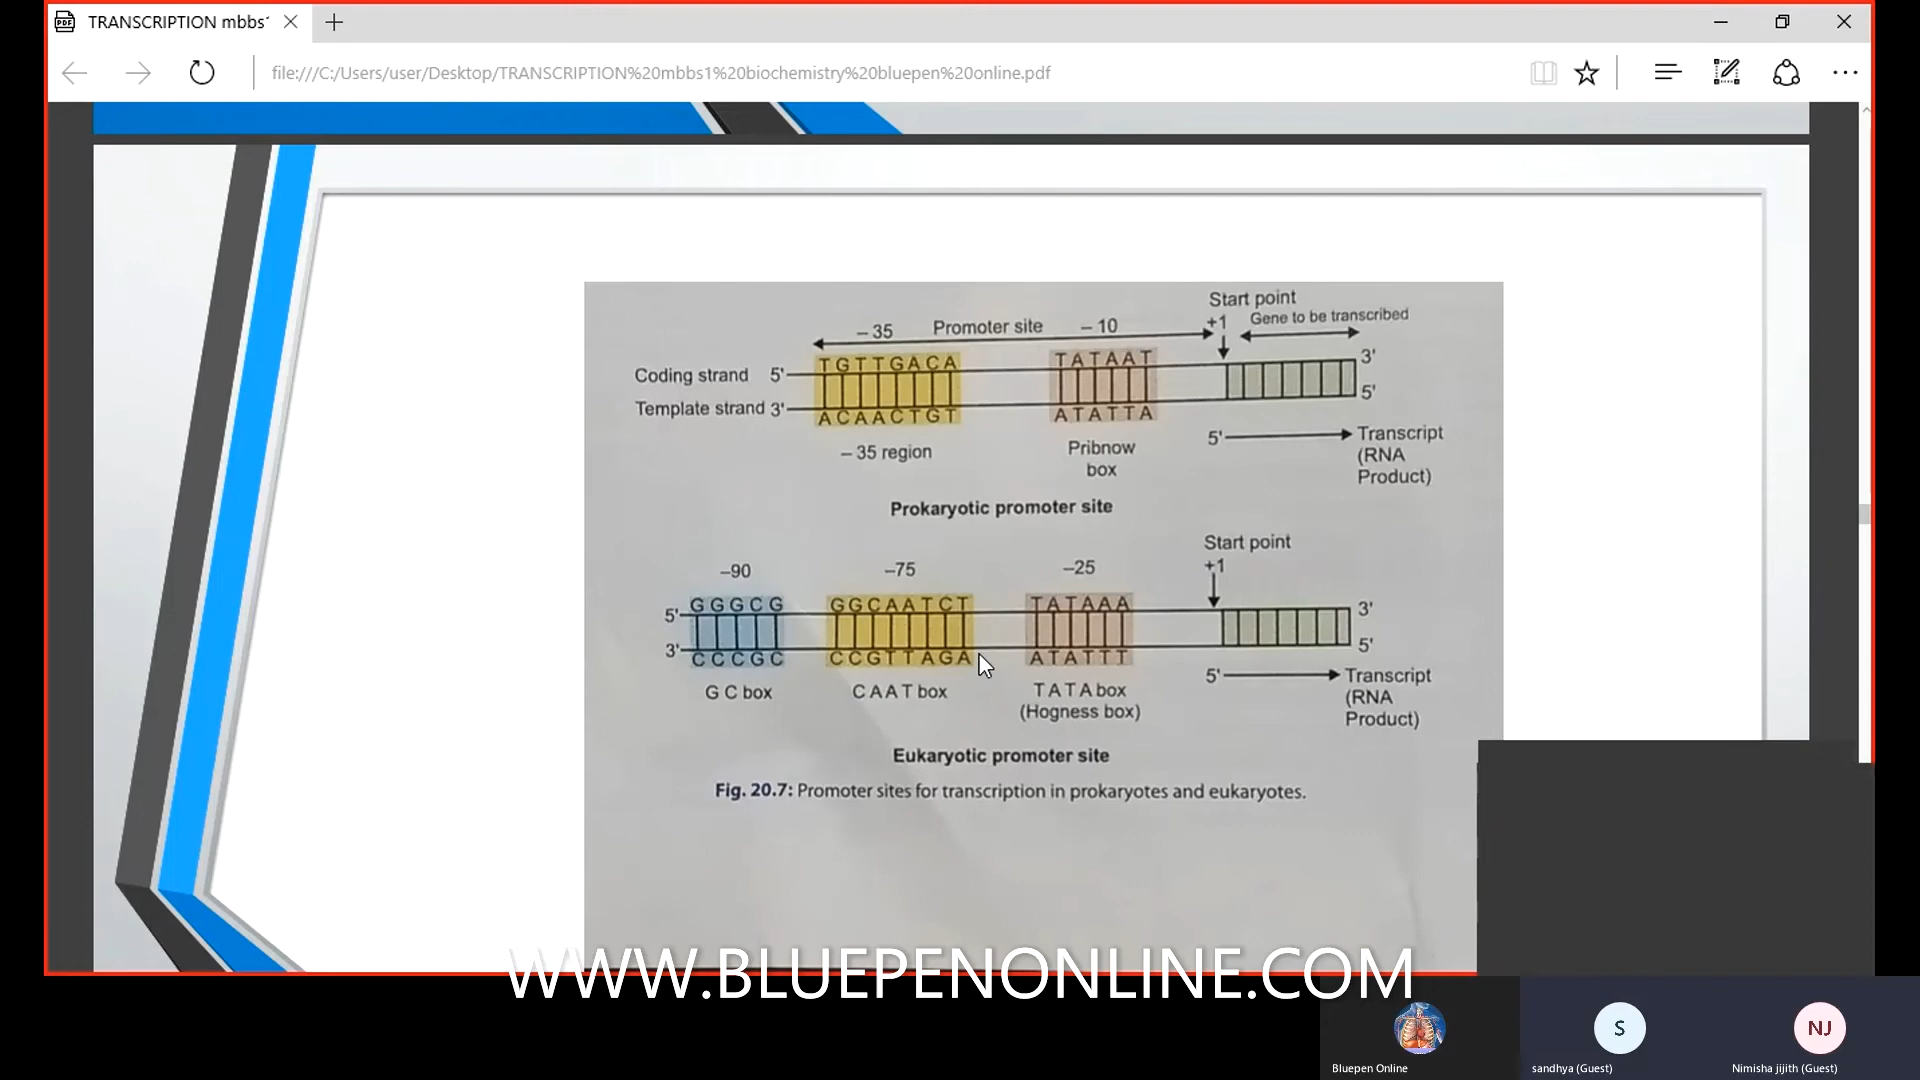 TRANSCRIPTION mbbs1
file:///C:/Users/user/Desktop/TRANSCRIPTION%20mbbs1%20biochemistry%20bluepen%20online.pdf
Start point
– 35 Promoter site – 10 +1 Gene to be transcribed
TGTTGACA TATAAT 3'
Coding strand 5'
Template strand 3' 5'
ACAACTGT ATATTA
– 35 region Pribnow
box
5' Transcript
(RNA
Product)
Prokaryotic promoter site
Start point
–90 –75 –25 +1
5' GGGCG GGCAATCT TATAAA 3'
3' CCCGC CCGTTAGA ATATTT 5'
G C box C A A T box T A T A box
(Hogness box)
5' Transcript
(RNA
Product)
Eukaryotic promoter site
Fig. 20.7: Promoter sites for transcription in prokaryotes and eukaryotes.
WWW.BLUEPENONLINE.COM
S NJ
Bluepen Online sandhya (Guest) Nimisha jijith (Guest)